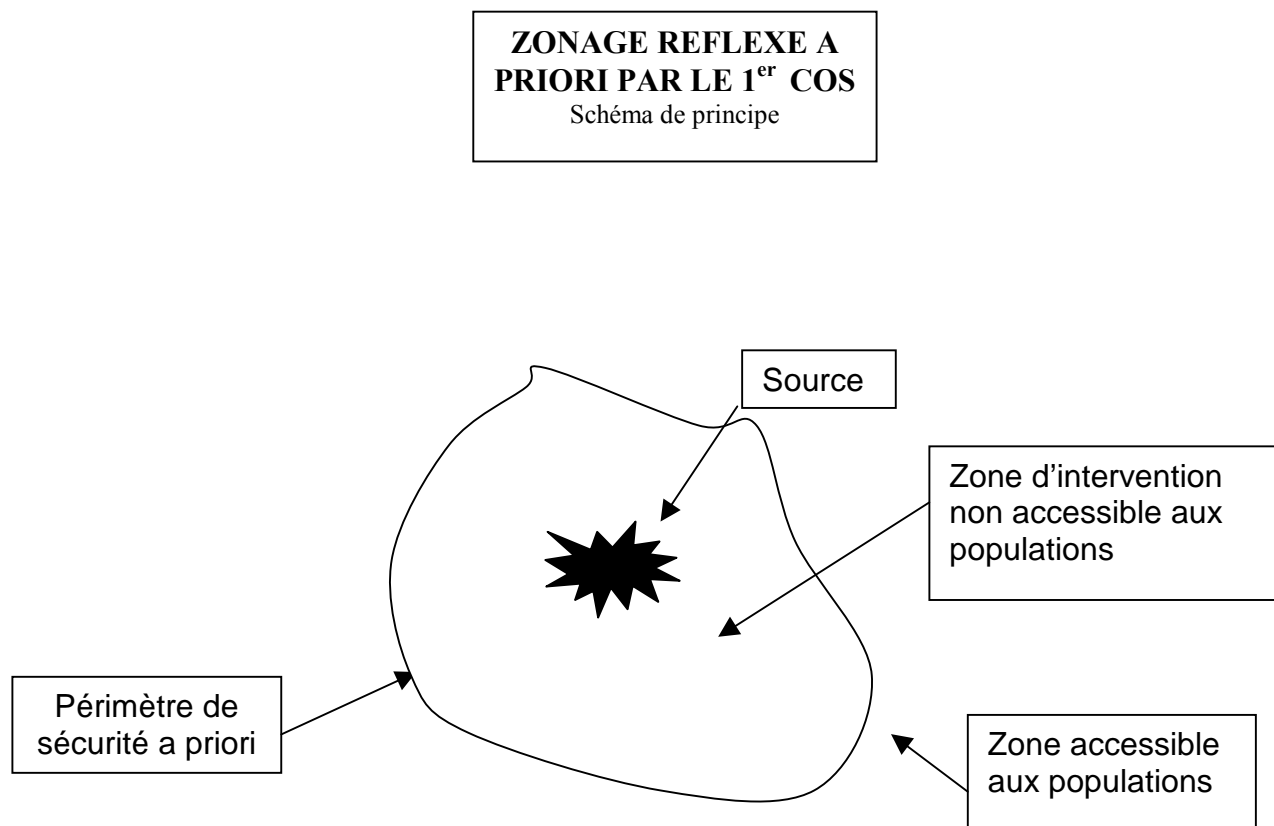 ZONAGE REFLEXE A
PRIORI PAR LE 1er COS
Schéma de principe
Source
Zone d'intervention
non accessible aux
populations
Périmètre de
sécurité a priori
Zone accessible
aux populations